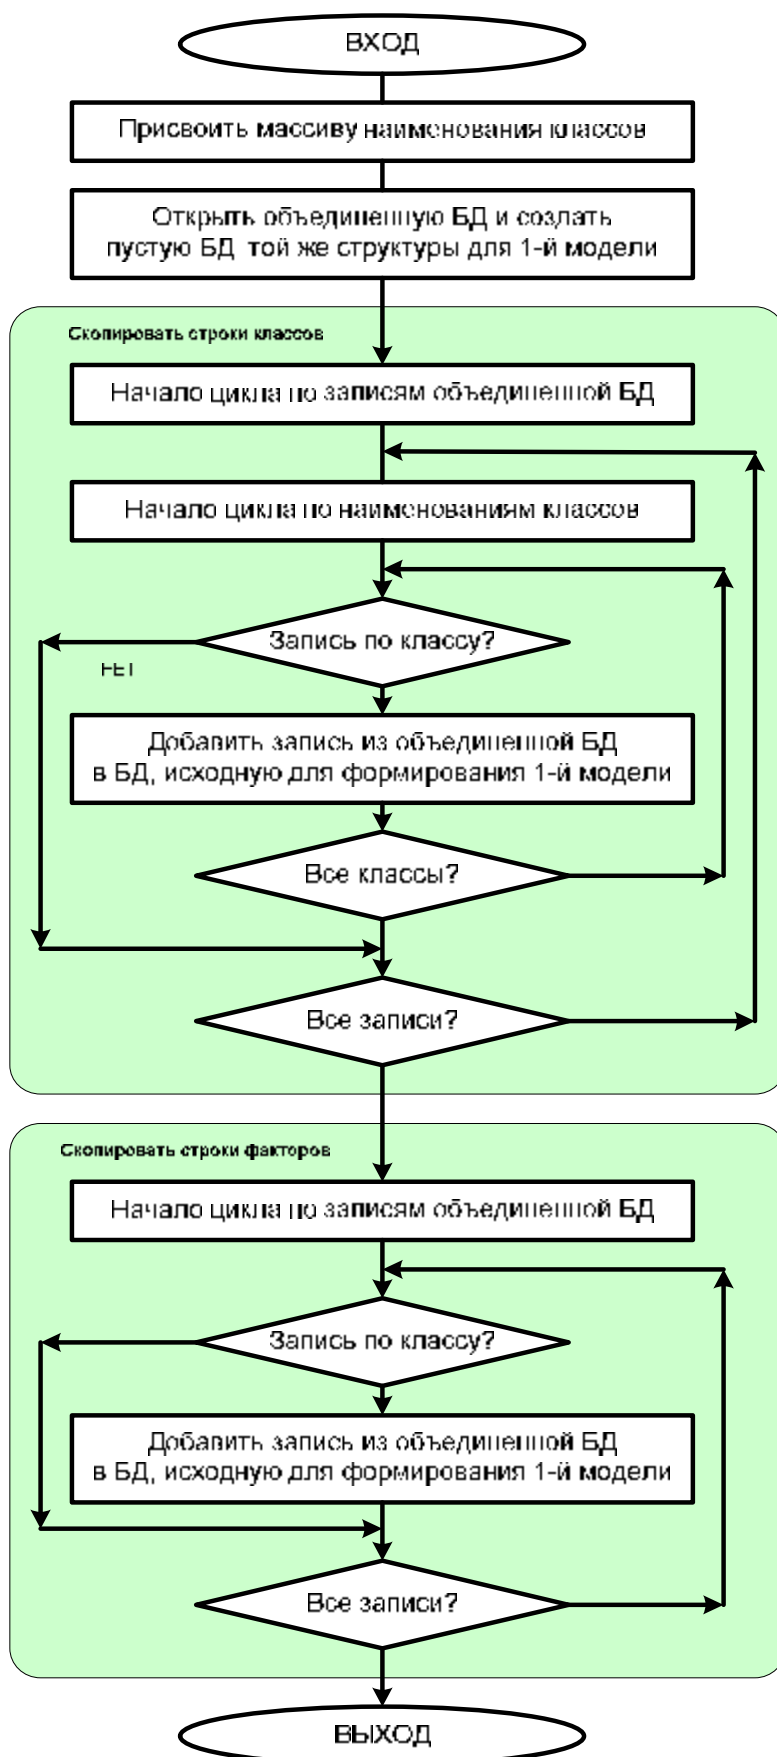 ВХОД
Присвоить массиву наименования классов
Открыть объединенную БД и создать
пустую БД той же структуры для 1-й модели
Скопировать строки классов
Начало цикла по записям объединенной БД
Начало цикла по наименованиям классов
Запись по классу?
НЕТ
Добавить запись из объединенной БД
в БД, исходную для формирования 1-й модели
Все классы?
Все записи?
Скопировать строки факторов
Начало цикла по записям объединенной БД
Запись по классу?
Добавить запись из объединенной БД
в БД, исходную для формирования 1-й модели
Все записи?
ВЫХОД